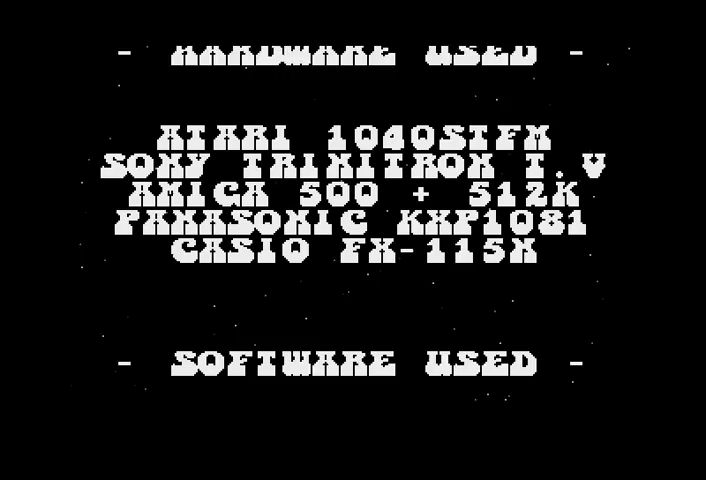 - HARDWARE USED -
ATARI 1040STFM
SONY TRINITRON T.V
AMIGA 500 + 512K
PANASONIC KXP1081
CASIO FX-115N
- SOFTWARE USED -